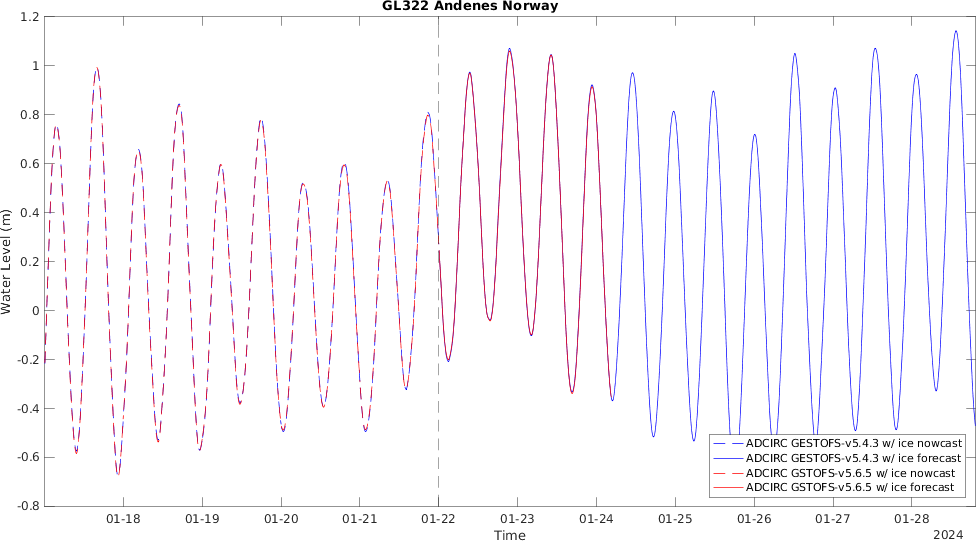 GL322 Andenes Norway
1.2
1
0.8
0.6
0.4
0.2
0
-0.2
-0.4
-0.6
-0.8
Water Level (m)
ADCIRC GESTOFS-v5.4.3 w/ ice nowcast
ADCIRC GESTOFS-v5.4.3 w/ ice forecast
ADCIRC GSTOFS-v5.6.5 w/ ice nowcast
ADCIRC GSTOFS-v5.6.5 w/ ice forecast
01-18 01-19 01-20 01-21 01-22 01-23 01-24 01-25 01-26 01-27 01-28
Time
2024